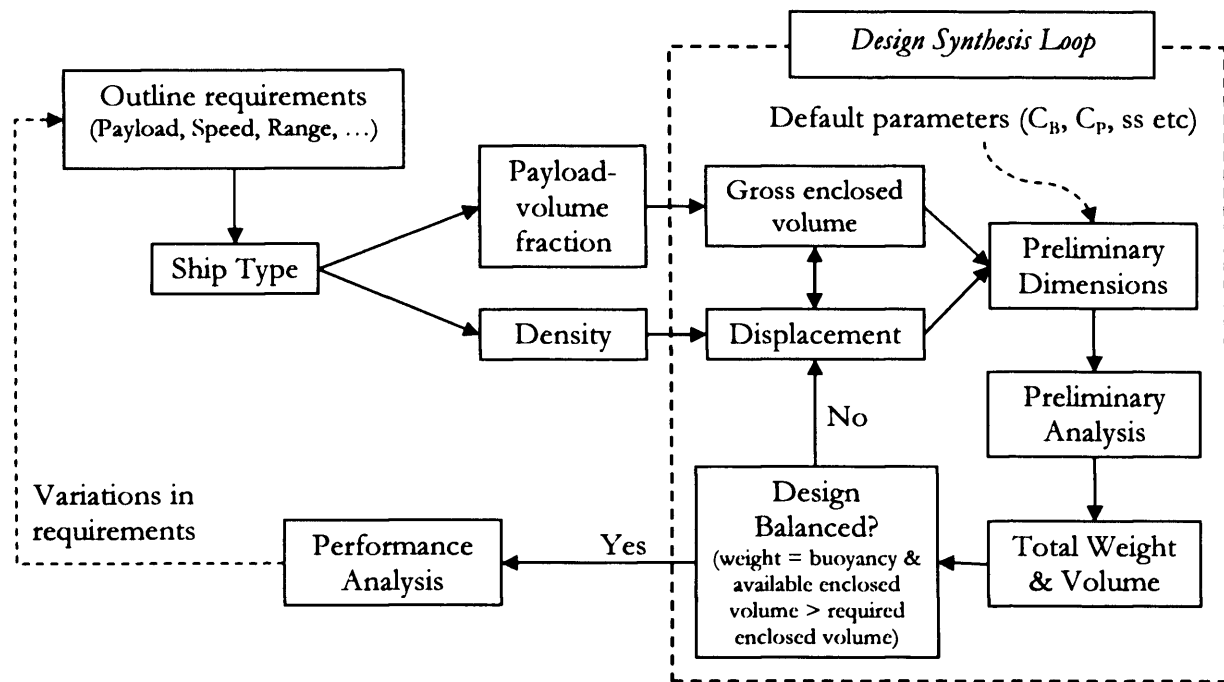 Design Synthesis Loop
Outline requirements
(Payload, Speed, Range, …)
Default parameters (C_B, C_P, ss etc)
Payload-
volume
fraction
Gross enclosed
volume
Ship Type
Preliminary
Dimensions
Density
Displacement
Preliminary
Analysis
No
Variations in
requirements
Design
Balanced?
(weight = buoyancy &
available enclosed
volume > required
enclosed volume)
Performance
Analysis
Yes
Total Weight
& Volume